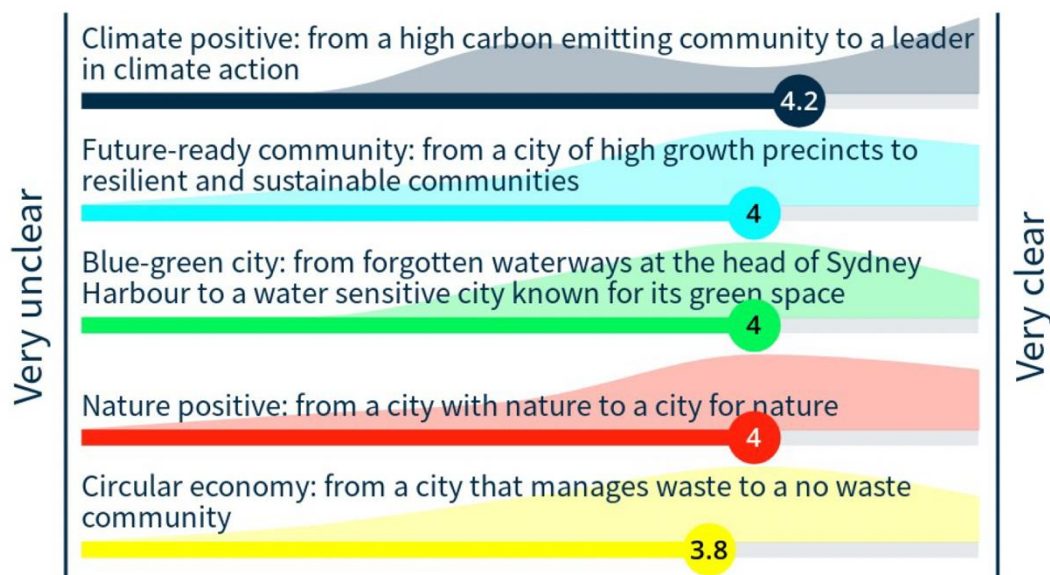 Very unclear
Climate positive: from a high carbon emitting community to a leader
in climate action
4.2
Future-ready community: from a city of high growth precincts to
resilient and sustainable communities
4
Blue-green city: from forgotten waterways at the head of Sydney
Harbour to a water sensitive city known for its green space
4
Nature positive: from a city with nature to a city for nature
4
Circular economy: from a city that manages waste to a no waste
community
3.8
Very clear